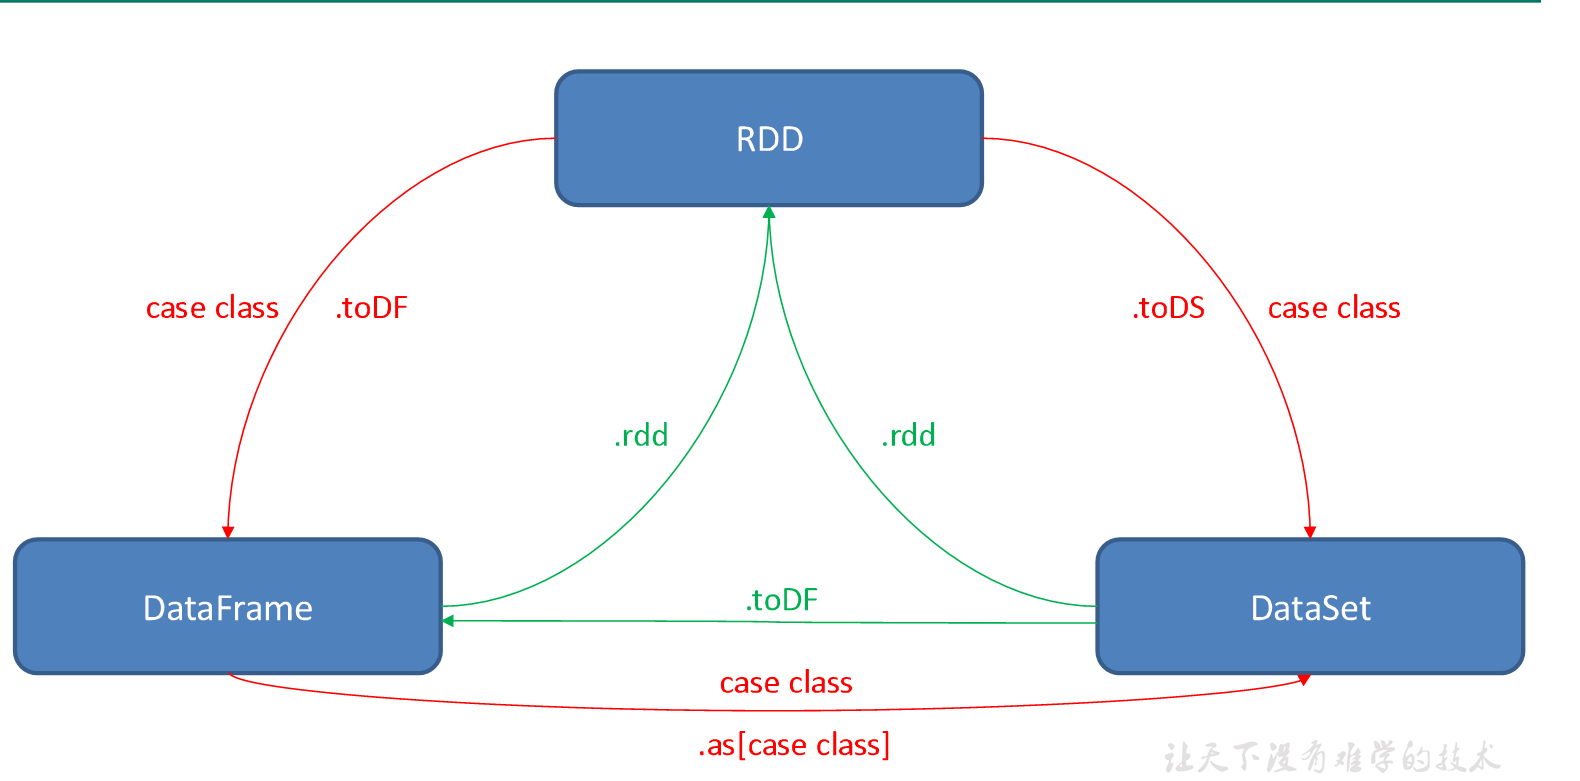 RDD
case class
.toDF
.toDS
case class
.rdd
.rdd
DataFrame
.toDF
DataSet
case class
.as[case class]
让天下没有难学的技术